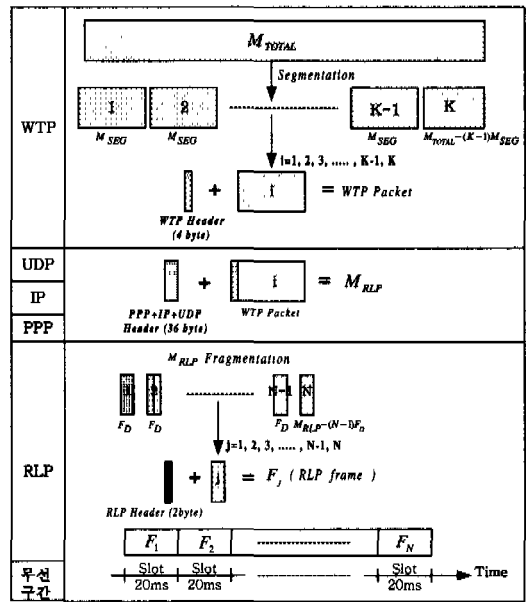 M_TOTAL
Segmentation
1 2 K-1 K
M_SEG M_SEG M_SEG M_TOTAL-(K-1)M_SEG
WTP
i=1, 2, 3, ....., K-1, K
+ i = WTP Packet
WTP Header
(4 byte)
UDP
IP
PPP
+ i = M_RLP
PPP+IP+UDP
Header (36 byte)
WTP Packet
M_RLP Fragmentation
1 2 N-1 N
F_D F_D F_D M_RLP-(N-1)F_D
j=1, 2, 3, ....., N-1, N
RLP
+ j = F_j ( RLP frame )
RLP Header (2byte)
F_1 F_2 F_N
무선
구간
Slot Slot Slot Time
20ms 20ms 20ms